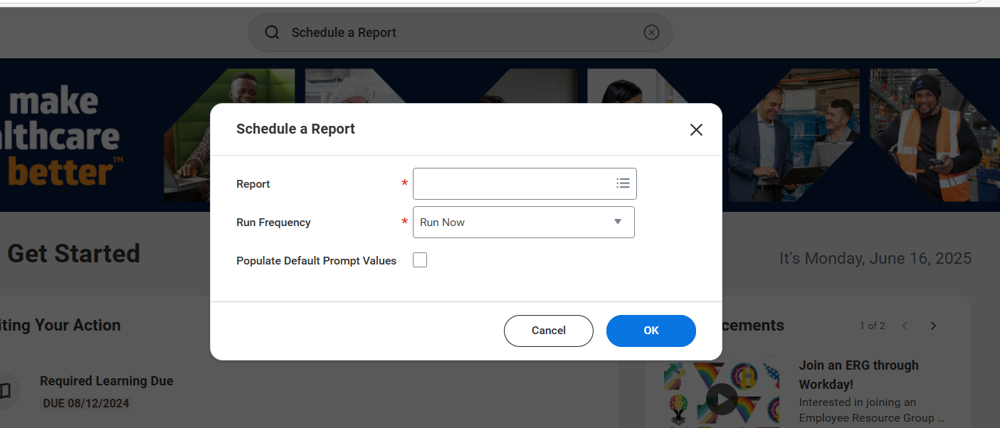 Schedule a Report
make
lthcare
better™
Schedule a Report
Report *
Run Frequency * Run Now
Populate Default Prompt Values
Cancel OK
Get Started
It's Monday, June 16, 2025
iting Your Action
Required Learning Due
DUE 08/12/2024
cements
1 of 2
Join an ERG through
Workday!
Interested in joining an
Employee Resource Group ...